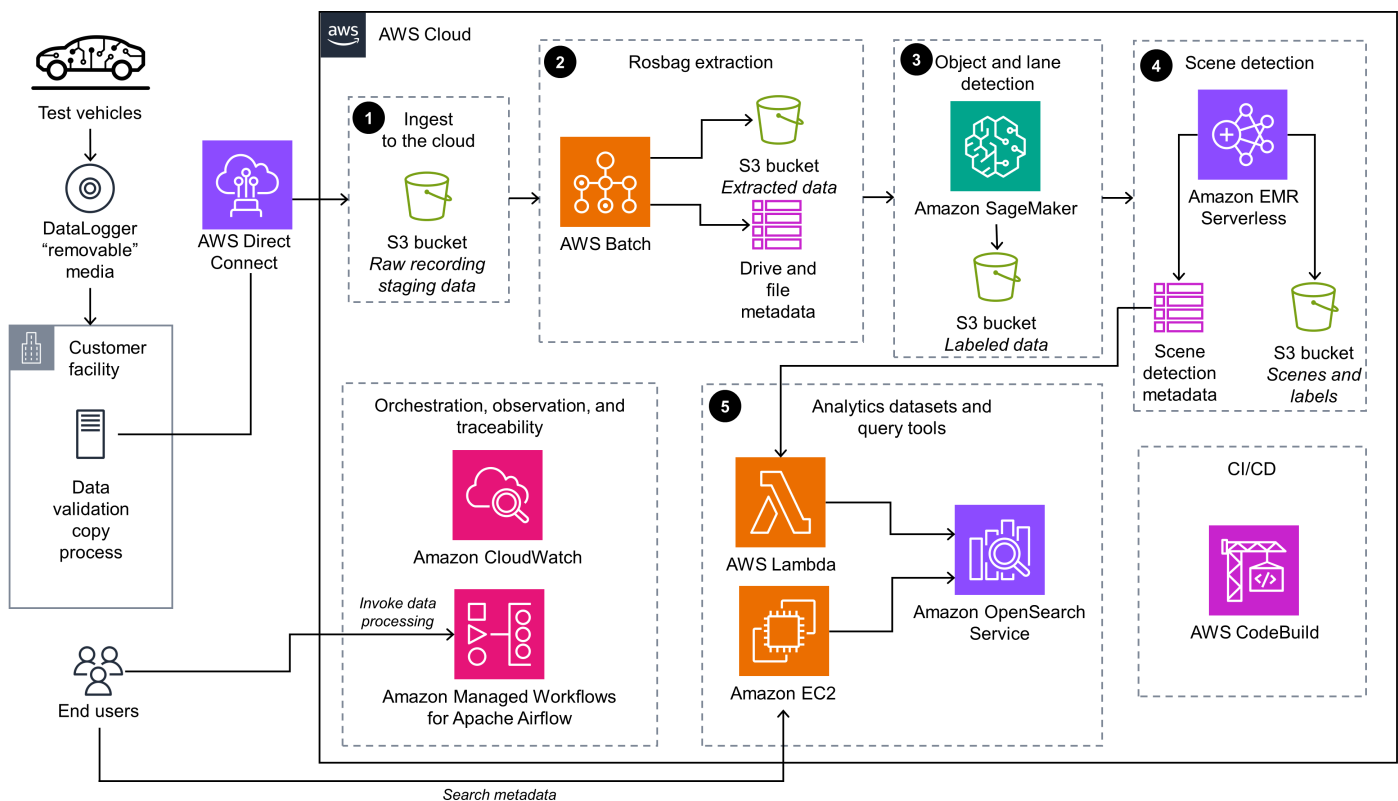 aws
AWS Cloud
Test vehicles
DataLogger
“removable”
media
Customer
facility
Data
validation
copy
process
End users
AWS Direct
Connect
1
Ingest
to the cloud
S3 bucket
Raw recording
staging data
2
Rosbag extraction
AWS Batch
S3 bucket
Extracted data
Drive and
file
metadata
3
Object and lane
detection
Amazon SageMaker
S3 bucket
Labeled data
4
Scene detection
Amazon EMR
Serverless
Scene
detection
metadata
S3 bucket
Scenes and
labels
Orchestration, observation, and
traceability
Amazon CloudWatch
Invoke data
processing
Amazon Managed Workflows
for Apache Airflow
5
Analytics datasets and
query tools
AWS Lambda
Amazon EC2
Amazon OpenSearch
Service
CI/CD
</>
AWS CodeBuild
Search metadata